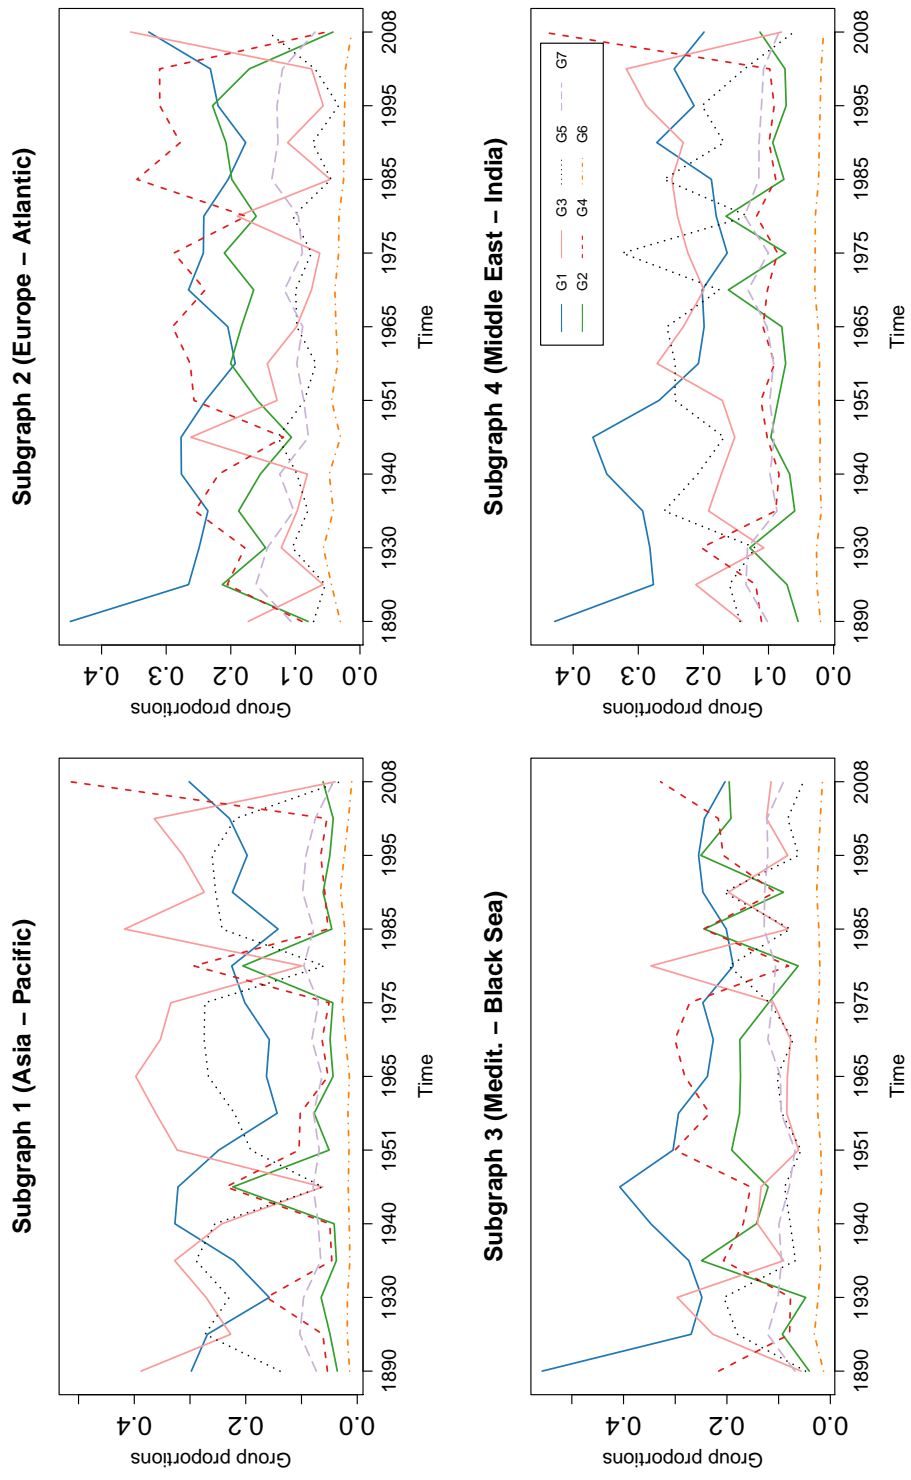 Subgraph 1 (Asia – Pacific)
Group proportions
0.0 0.2 0.4
1890 1930 1940 1951 1965 1975 1985 1995 2008
Time
Subgraph 2 (Europe – Atlantic)
Group proportions
0.0 0.1 0.2 0.3 0.4
1890 1930 1940 1951 1965 1975 1985 1995 2008
Time
Subgraph 3 (Medit. – Black Sea)
Group proportions
0.0 0.2 0.4
1890 1930 1940 1951 1965 1975 1985 1995 2008
Time
Subgraph 4 (Middle East – India)
Group proportions
0.0 0.1 0.2 0.3 0.4
1890 1930 1940 1951 1965 1975 1985 1995 2008
Time
G1 G3 G5 G7
G2 G4 G6